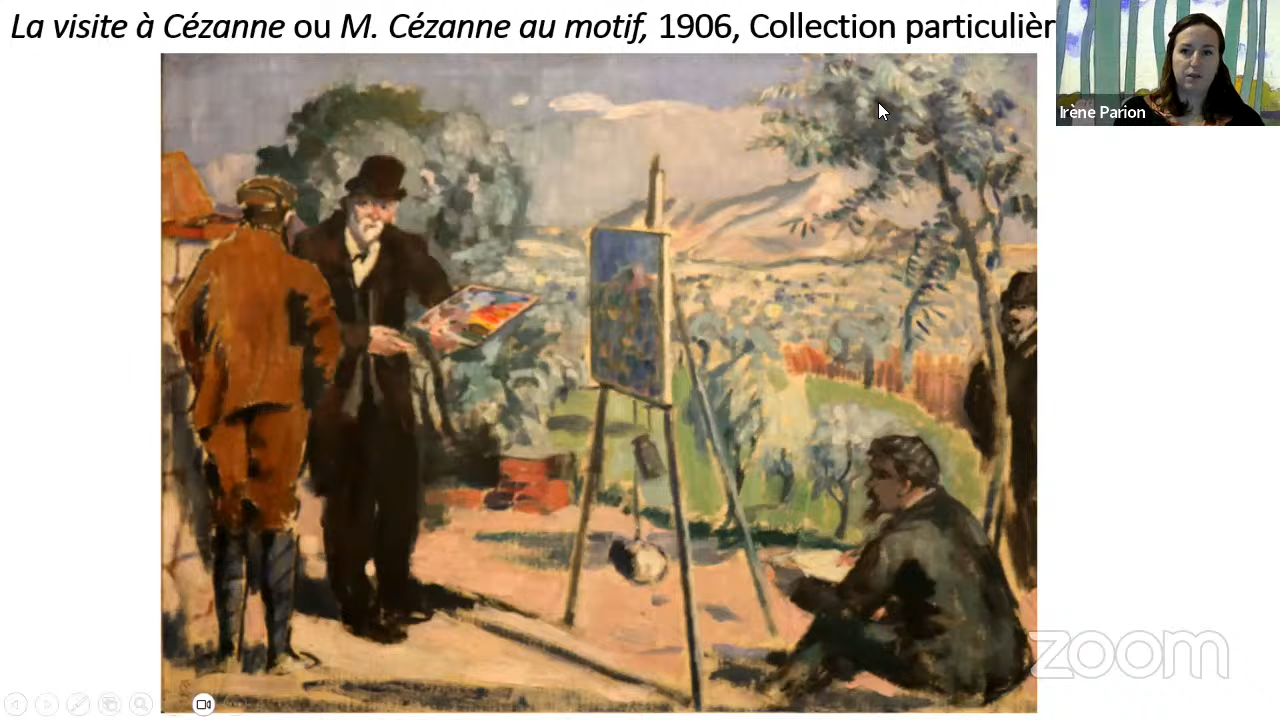 La visite à Cézanne ou M. Cézanne au motif, 1906, Collection particulièr
Irène Parion
zoom